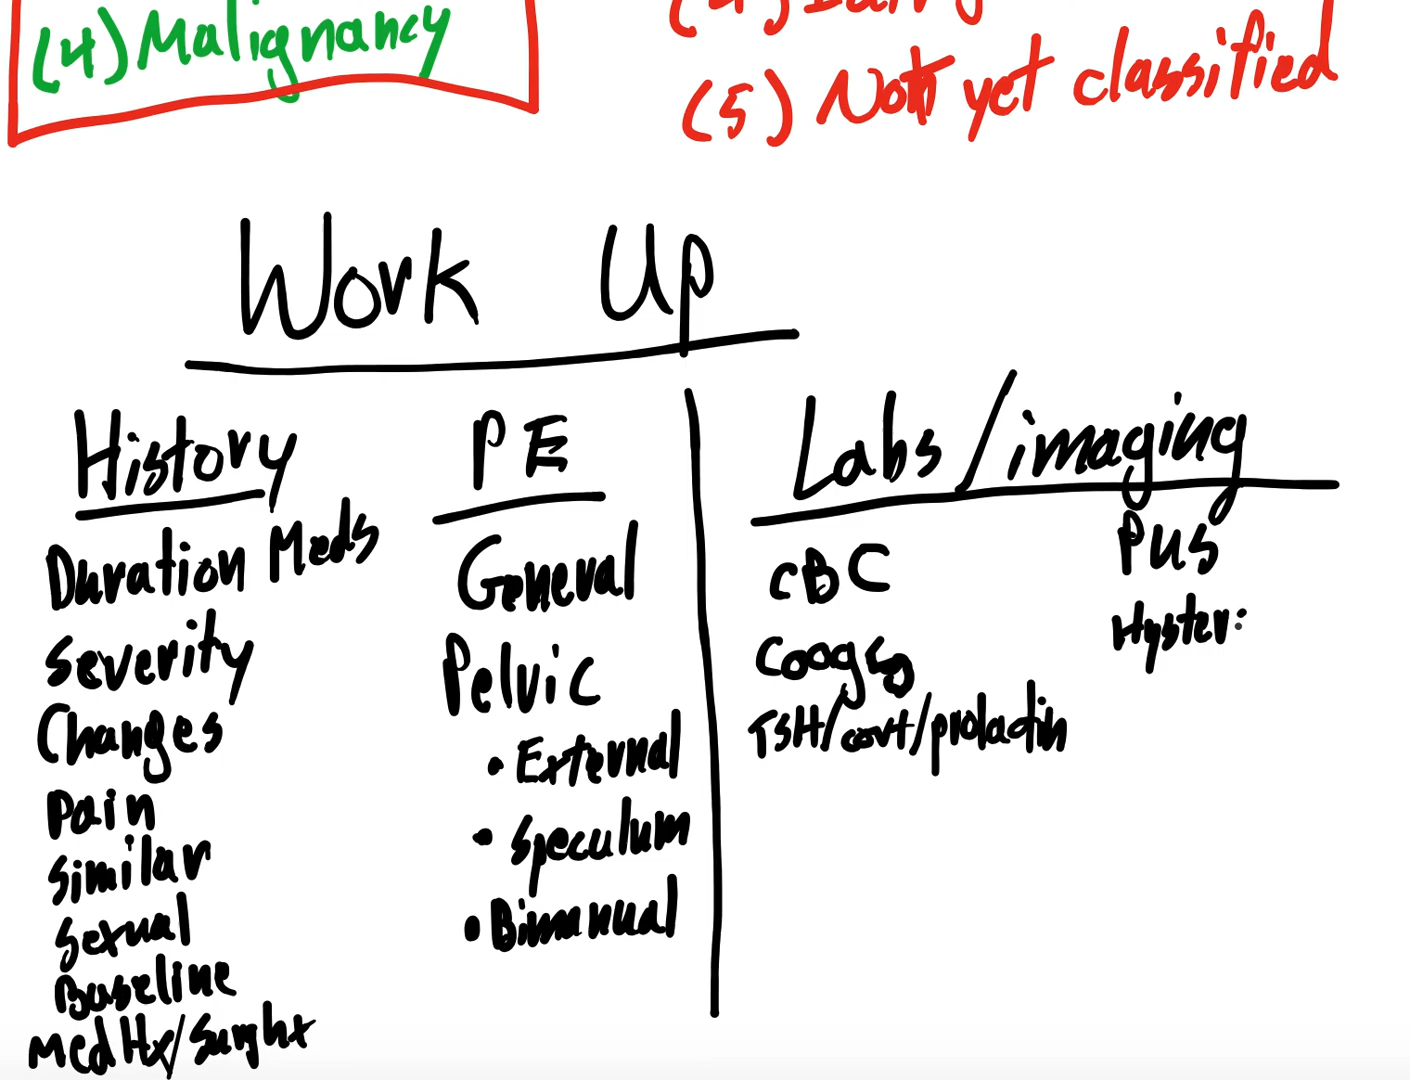 (4) Malignancy
(5) Not yet classified
Work Up
History
Duration Meds
Severity
Changes
Pain
Similar
Sexual
Baseline
Med Hx/Surg hx
PE
General
Pelvic
• External
• Speculum
• Bimanual
Labs/imaging
CBC
Coags
TSH/cort/prolactin
PUS
Hyster: